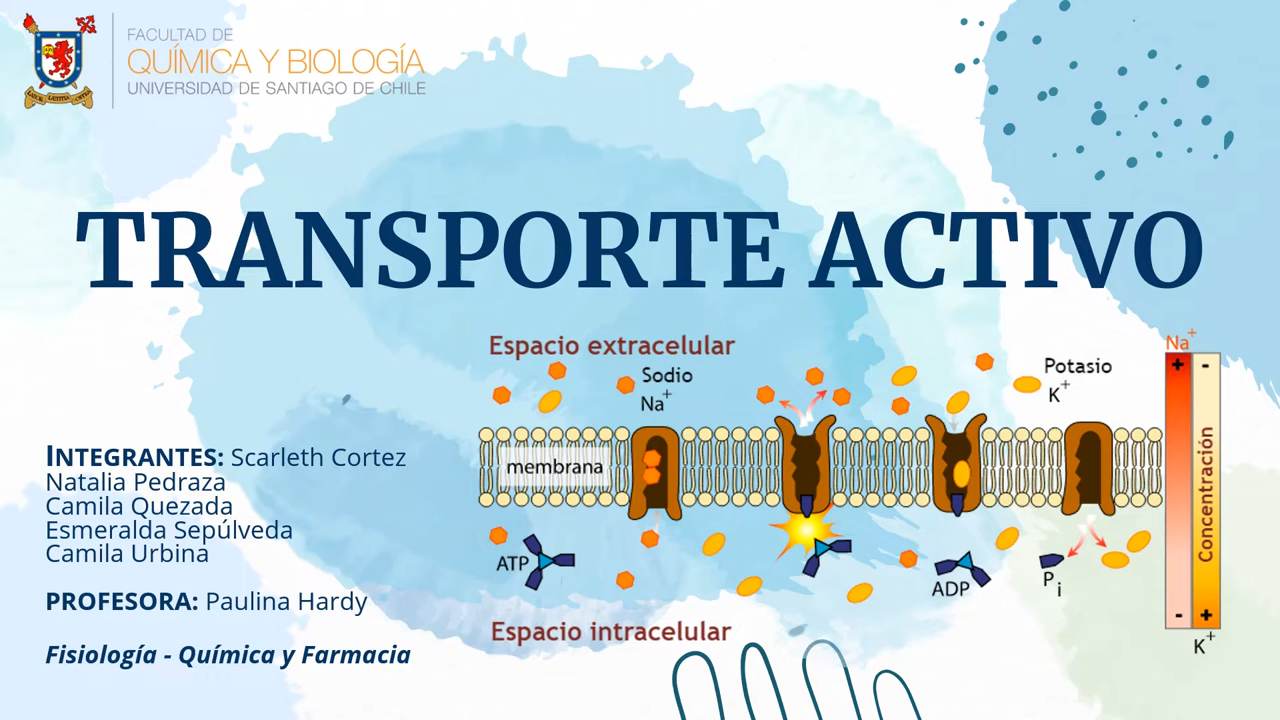 FACULTAD DE
QUÍMICA Y BIOLOGÍA
UNIVERSIDAD DE SANTIAGO DE CHILE
LABOR LAETITIA
TRANSPORTE ACTIVO
INTEGRANTES: Scarleth Cortez
Natalia Pedraza
Camila Quezada
Esmeralda Sepúlveda
Camila Urbina
PROFESORA: Paulina Hardy
Fisiología - Química y Farmacia
Espacio extracelular
Sodio
Na+
Potasio
K+
membrana
ATP
ADP
Pi
Espacio intracelular
Na+
+ -
Concentración
- +
K+